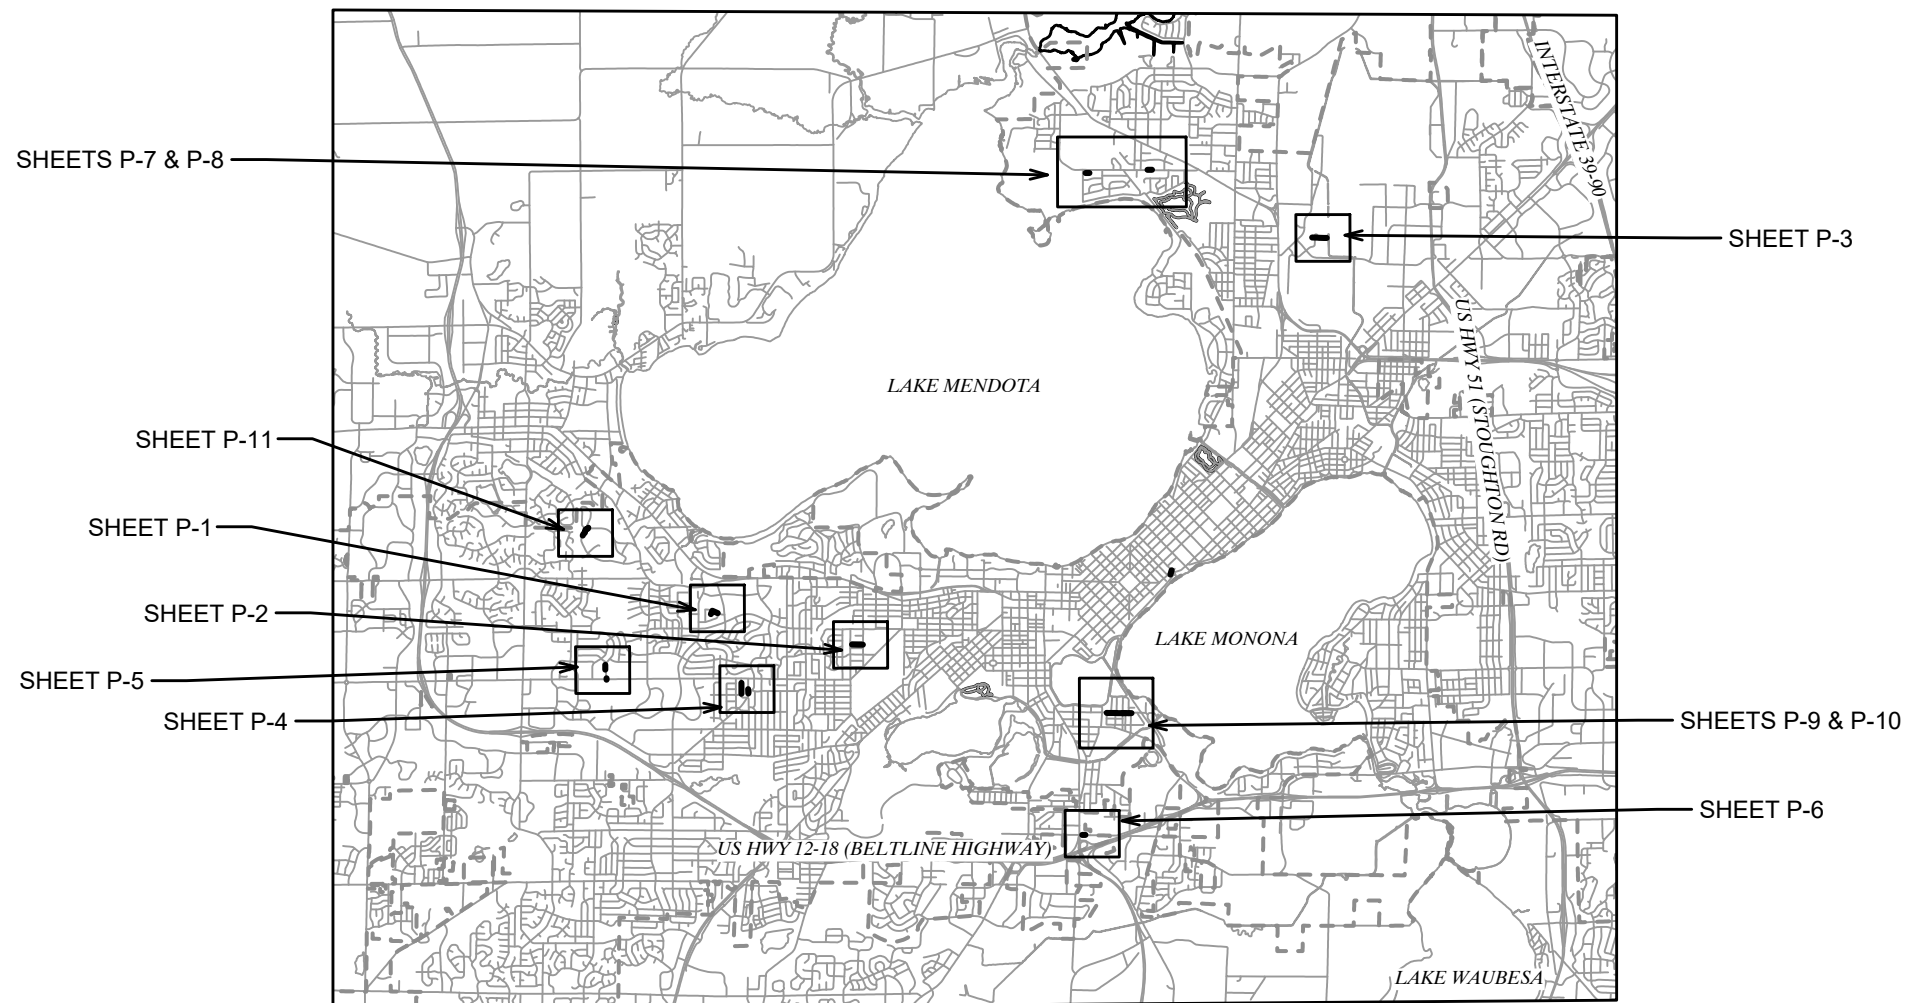 INTERSTATE 39-90
SHEETS P-7 & P-8
SHEET P-3
US HWY 51 (STOUGHTON RD)
LAKE MENDOTA
SHEET P-11
SHEET P-1
SHEET P-2
LAKE MONONA
SHEET P-5
SHEET P-4
SHEETS P-9 & P-10
SHEET P-6
US HWY 12-18 (BELTLINE HIGHWAY)
LAKE WAUBESA